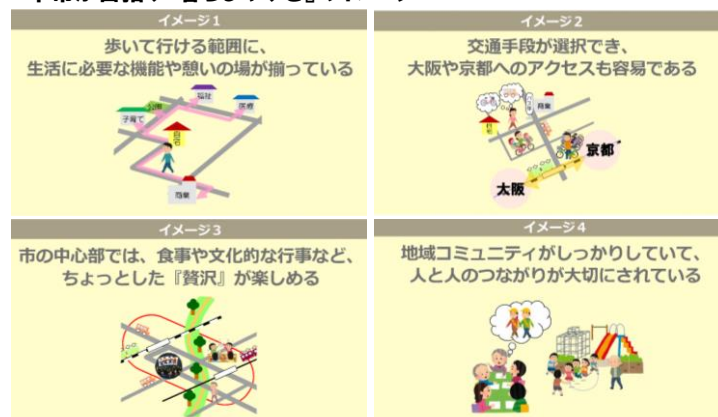 イメージ1
歩いて行ける範囲に、
生活に必要な機能や憩いの場が揃っている
福祉
医療
子育て
自宅
商業
イメージ2
交通手段が選択でき、
大阪や京都へのアクセスも容易である
商業
京都
大阪
イメージ3
市の中心部では、食事や文化的な行事など、
ちょっとした『贅沢』が楽しめる
イメージ4
地域コミュニティがしっかりしていて、
人と人のつながりが大切にされている